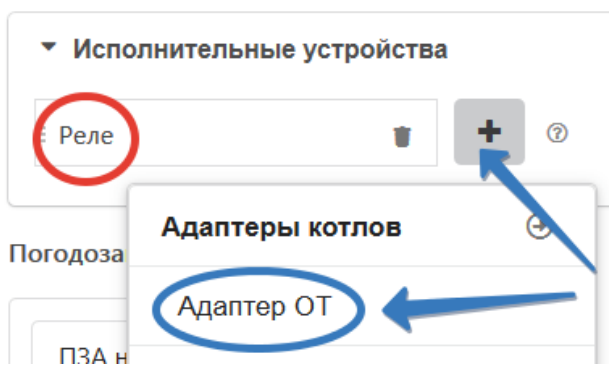 Исполнительные устройства
Реле
Адаптеры котлов
Погодоза
Адаптер ОТ
ПЗА н